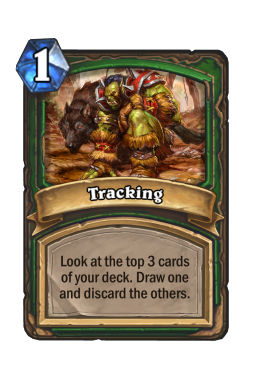 1
Tracking
Look at the top 3 cards
of your deck. Draw one
and discard the others.